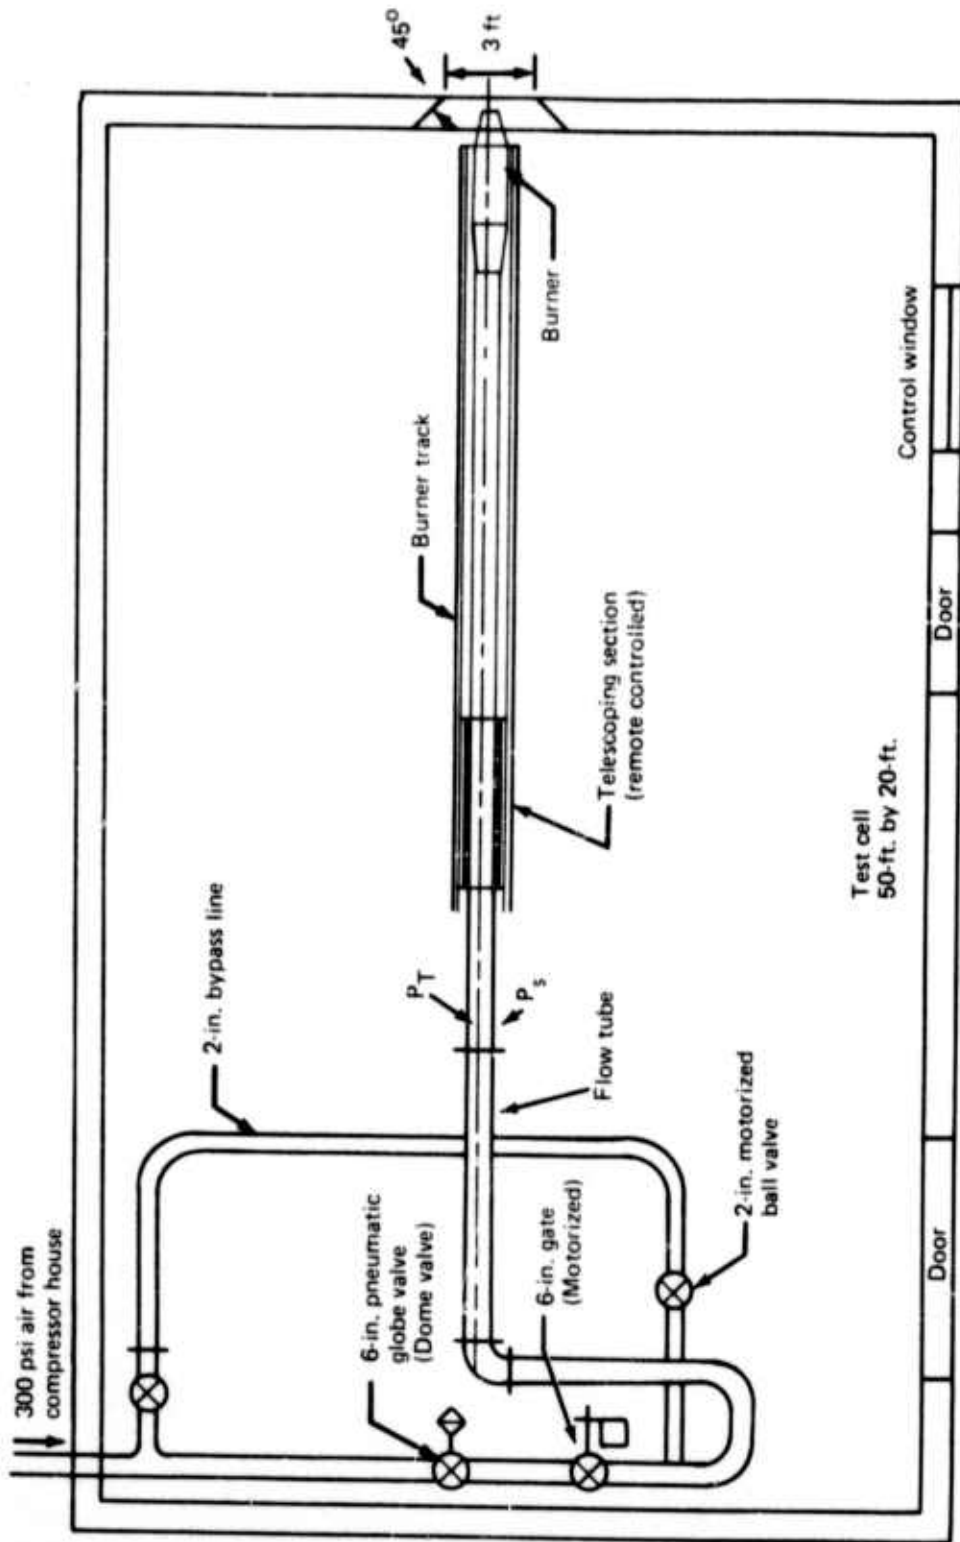 300 psi air from
compressor house
2-in. bypass line
6-in. pneumatic
globe valve
(Dome valve)
6-in. gate
(Motorized)
2-in. motorized
ball valve
Flow tube
P_T
P_s
Burner track
Telescoping section
(remote controlled)
Burner
45°
3 ft
Test cell
50-ft. by 20-ft.
Control window
Door
Door